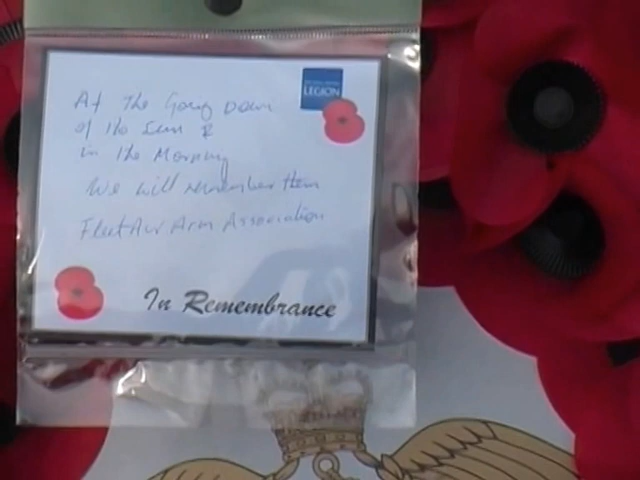 LEGION
At The Going Down
of the Sun &
in the Morning
We will remember them
Fleet Air Arm Association
In Remembrance